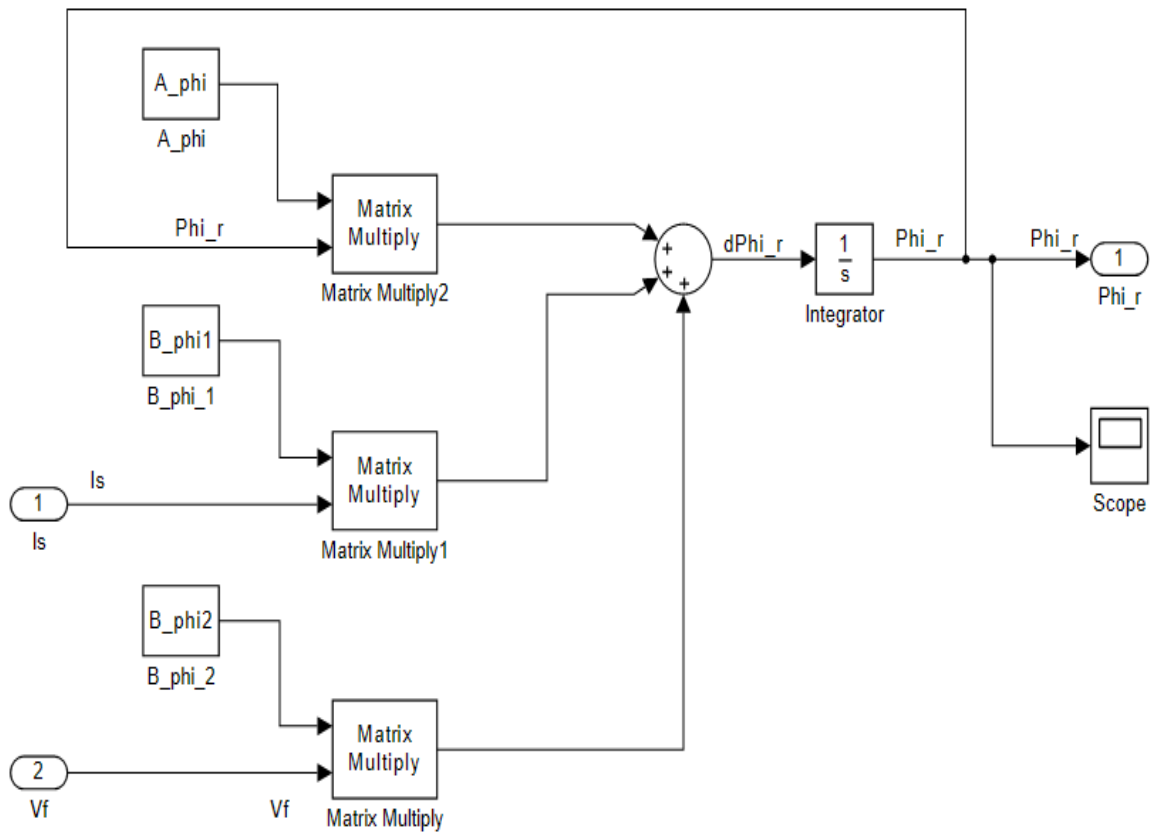 A_phi
A_phi
Phi_r
Matrix
Multiply
Matrix Multiply2
+
+
+
dPhi_r
1
s
Integrator
Phi_r
Phi_r
1
Phi_r
B_phi1
B_phi_1
Is
1
Is
Matrix
Multiply
Matrix Multiply1
Scope
B_phi2
B_phi_2
2
Vf
Vf
Matrix
Multiply
Matrix Multiply